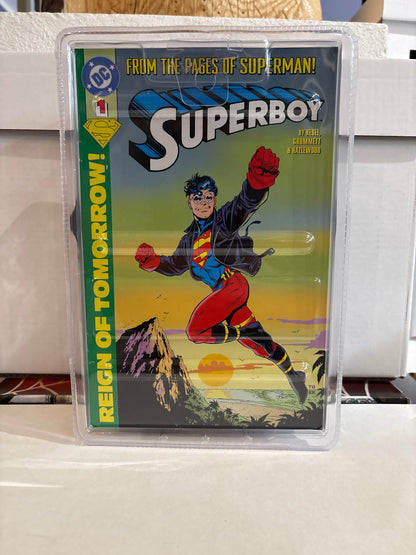 FROM THE PAGES OF SUPERMAN!
DC
#1
S
SUPERBOY
BY KESEL,
GRUMMETT
& HAZLEWOOD
REIGN OF TOMORROW!